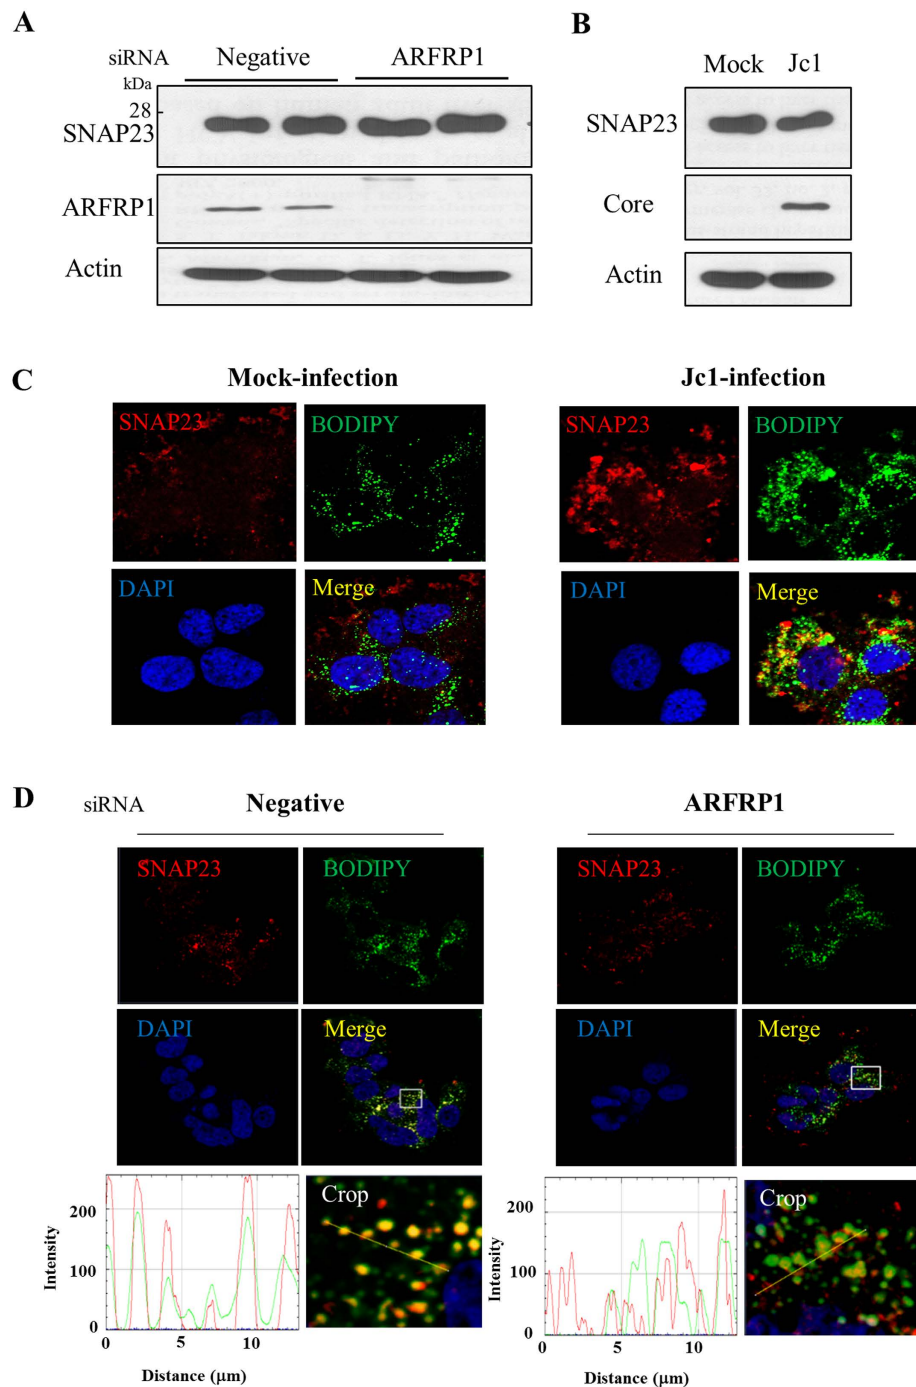 A
siRNA Negative ARFRP1
kDa
28
SNAP23
ARFRP1
Actin
B
Mock Jc1
SNAP23
Core
Actin
C
Mock-infection Jc1-infection
SNAP23 BODIPY SNAP23 BODIPY
DAPI Merge DAPI Merge
D
siRNA Negative ARFRP1
SNAP23 BODIPY SNAP23 BODIPY
DAPI Merge DAPI Merge
Intensity
200
100
0
0 5 10
Distance (μm)
Crop
Intensity
200
100
0
0 5 10
Distance (μm)
Crop